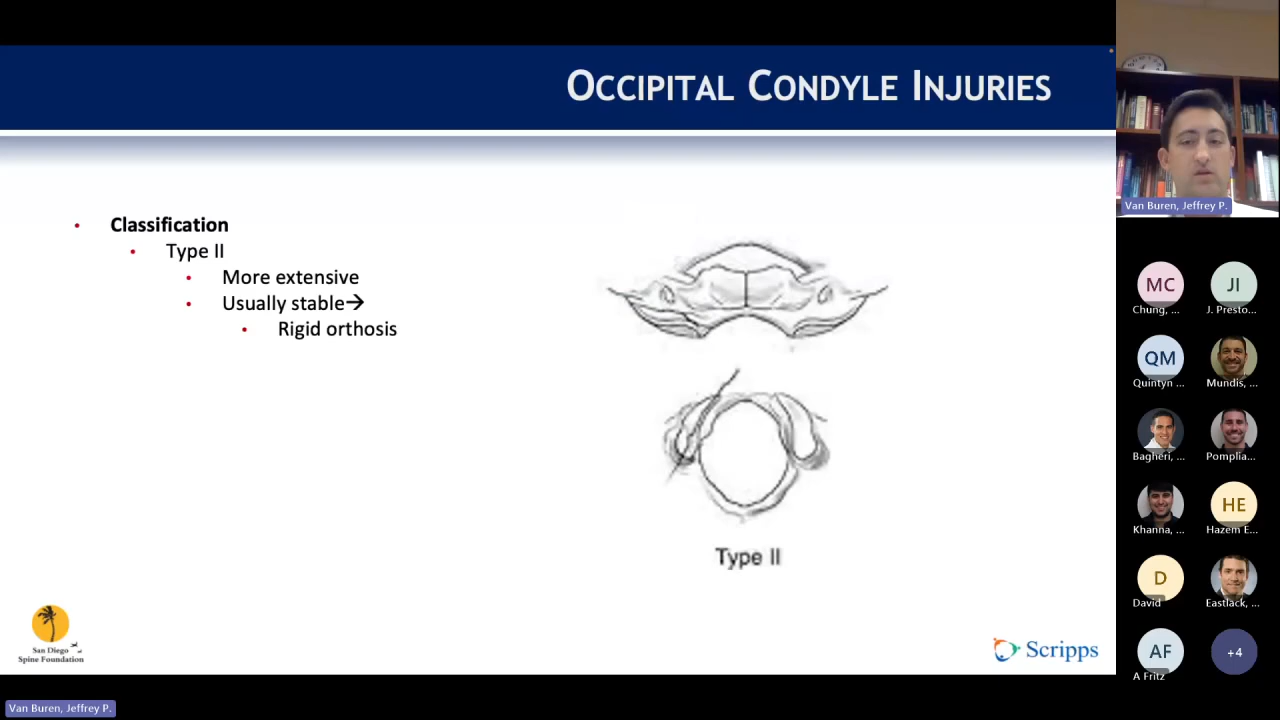 OCCIPITAL CONDYLE INJURIES
• Classification
• Type II
• More extensive
• Usually stable→
• Rigid orthosis
Type II
San Diego
Spine Foundation
Scripps
Van Buren, Jeffrey P.
MC
JI
Chung, ...
J. Presto...
QM
Quintyn ...
Mundis, ...
Bagheri, ...
Pomplia...
HE
Khanna, ...
Hazem E...
D
David
Eastlack, ...
AF
+4
A Fritz
Van Buren, Jeffrey P.